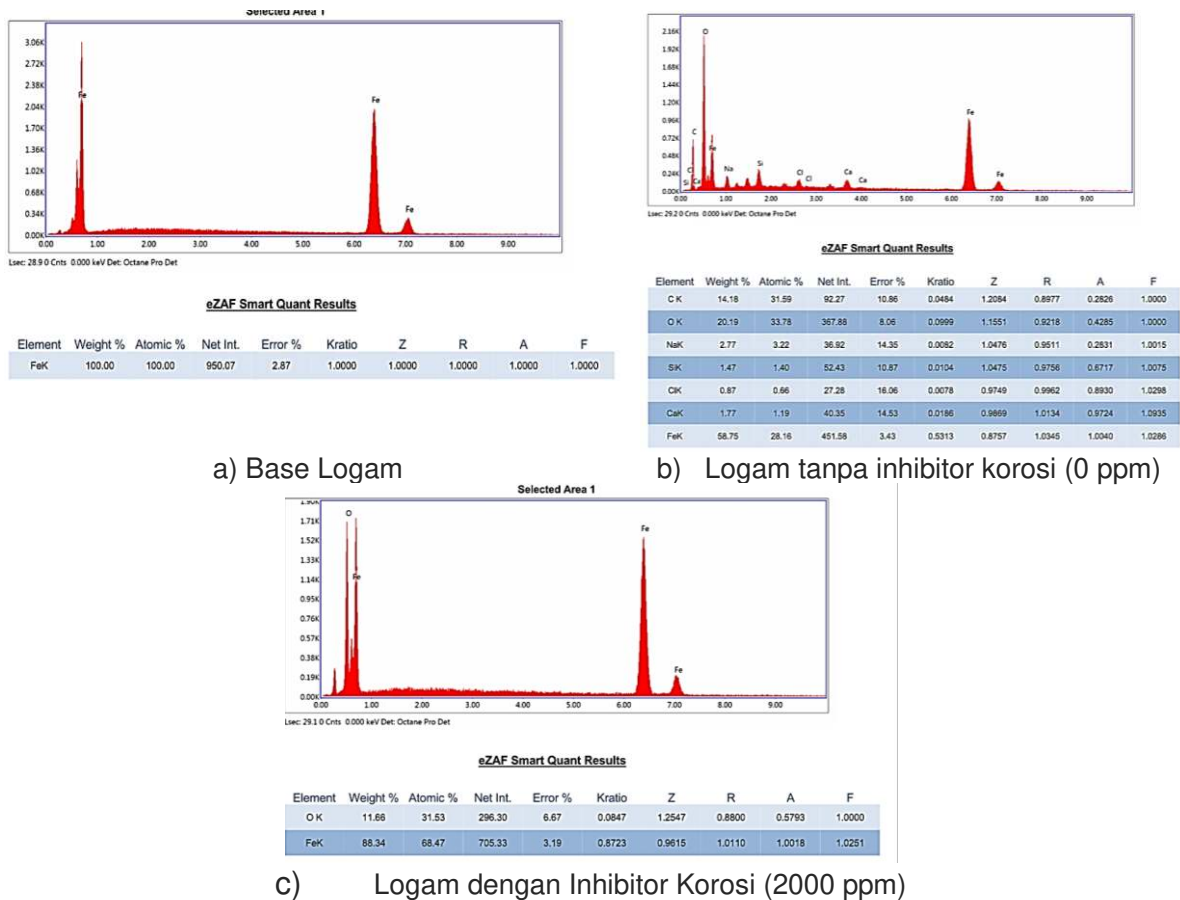 Selected Area 1
3.06K
2.72K
2.38K
2.04K
1.70K
1.36K
1.02K
0.68K
0.34K
0.00K
Fe
Fe
Fe
0.00 1.00 2.00 3.00 4.00 5.00 6.00 7.00 8.00 9.00
Lsec: 28.9 0 Cnts 0.000 keV Det: Octane Pro Det
eZAF Smart Quant Results
Element Weight % Atomic % Net Int. Error % Kratio Z R A F
FeK 100.00 100.00 950.07 2.87 1.0000 1.0000 1.0000 1.0000 1.0000
a) Base Logam
2.16K
1.92K
1.68K
1.44K
1.20K
0.96K
0.72K
0.48K
0.24K
0.00K
O
C
Cl
Si
Ca
Fe
Na
Si
Cl
Cl
Ca
Ca
Fe
Fe
0.00 1.00 2.00 3.00 4.00 5.00 6.00 7.00 8.00 9.00
Lsec: 29.2 0 Cnts 0.000 keV Det: Octane Pro Det
eZAF Smart Quant Results
Element Weight % Atomic % Net Int. Error % Kratio Z R A F
C K 14.18 31.59 92.27 10.86 0.0484 1.2084 0.8977 0.2826 1.0000
O K 20.19 33.78 367.88 8.06 0.0999 1.1551 0.9218 0.4285 1.0000
NaK 2.77 3.22 36.92 14.35 0.0082 1.0476 0.9511 0.2831 1.0015
SiK 1.47 1.40 52.43 10.87 0.0104 1.0475 0.9756 0.6717 1.0075
ClK 0.87 0.66 27.28 16.06 0.0078 0.9749 0.9962 0.8930 1.0298
CaK 1.77 1.19 40.35 14.53 0.0186 0.9869 1.0134 0.9724 1.0935
FeK 58.75 28.16 451.58 3.43 0.5313 0.8757 1.0345 1.0040 1.0286
b) Logam tanpa inhibitor korosi (0 ppm)
Selected Area 1
1.90K
1.71K
1.52K
1.33K
1.14K
0.95K
0.76K
0.57K
0.38K
0.19K
0.00K
O
Fe
Fe
Fe
0.00 1.00 2.00 3.00 4.00 5.00 6.00 7.00 8.00 9.00
Lsec: 29.1 0 Cnts 0.000 keV Det: Octane Pro Det
eZAF Smart Quant Results
Element Weight % Atomic % Net Int. Error % Kratio Z R A F
O K 11.66 31.53 296.30 6.67 0.0847 1.2547 0.8800 0.5793 1.0000
FeK 88.34 68.47 705.33 3.19 0.8723 0.9615 1.0110 1.0018 1.0251
c) Logam dengan Inhibitor Korosi (2000 ppm)